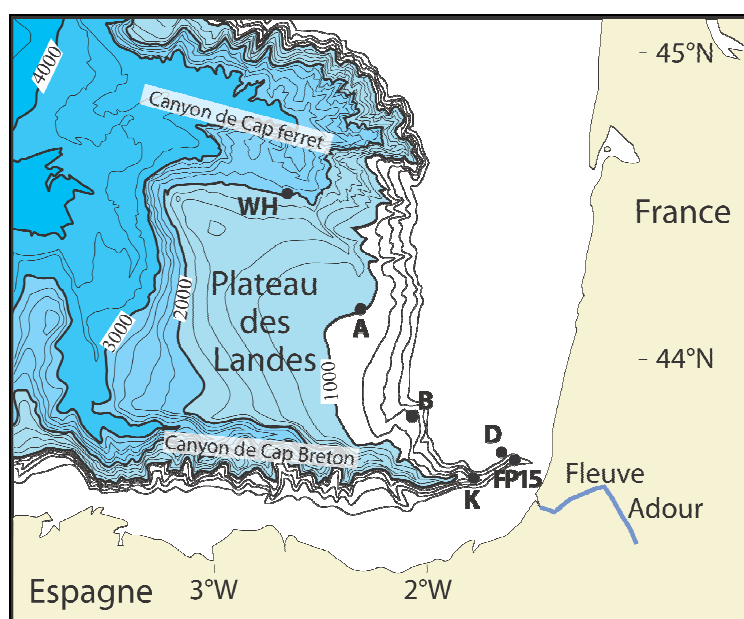 4000
45°N
Canyon de Cap ferret
France
WH
Plateau
des
Landes
2000
3000
A
1000
44°N
B
D
Canyon de Cap Breton
FP15
K
Fleuve
Adour
Espagne
3°W
2°W